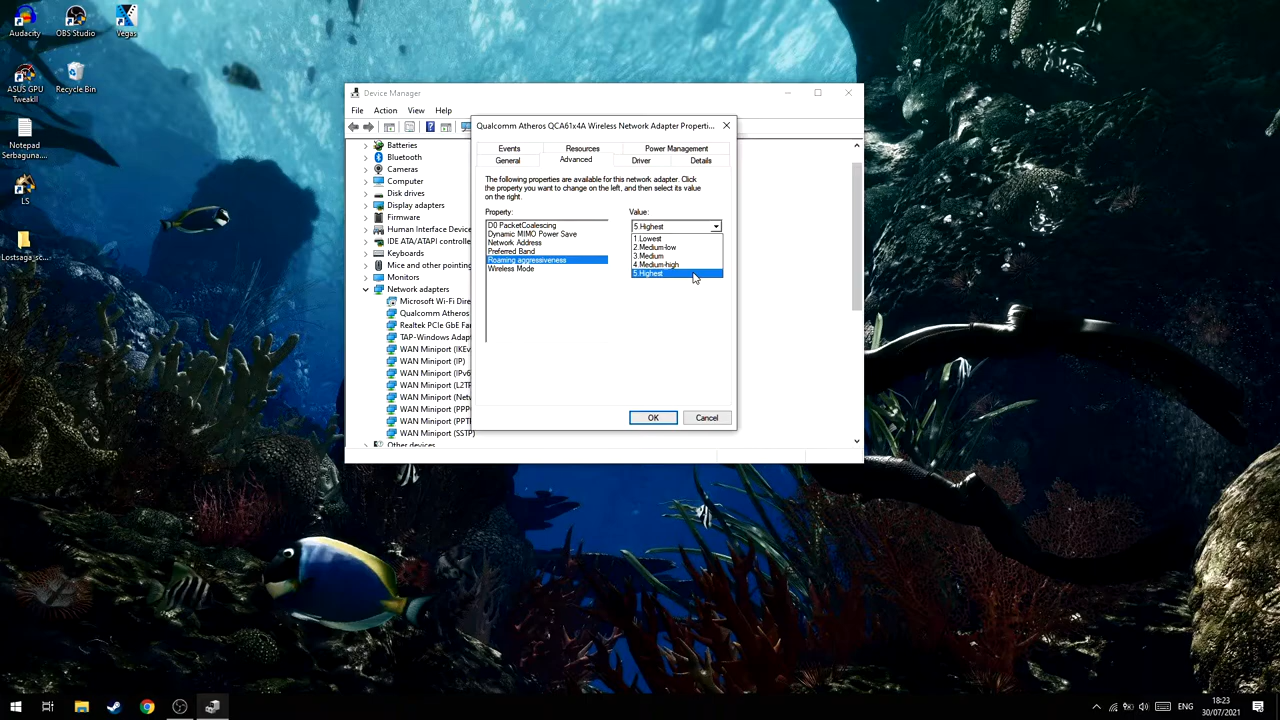 Audacity
OBS Studio
Vegas
ASUS GPU
TweakII
Recycle Bin
Notepad
Serbaguna...
LS
Lostsaga_sc...
Device Manager
File Action View Help
Batteries
Bluetooth
Cameras
Computer
Disk drives
Display adapters
Firmware
Human Interface Device
IDE ATA/ATAPI controlle
Keyboards
Mice and other pointing
Monitors
Network adapters
Microsoft Wi-Fi Dire
Qualcomm Atheros
Realtek PCIe GbE Far
TAP-Windows Adapt
WAN Miniport (IKEv
WAN Miniport (IP)
WAN Miniport (IPv6
WAN Miniport (L2TP
WAN Miniport (Netw
WAN Miniport (PPPO
WAN Miniport (PPTP
WAN Miniport (SSTP)
Other devices
Qualcomm Atheros QCA61x4A Wireless Network Adapter Properti...
Events Resources Power Management
General Advanced Driver Details
The following properties are available for this network adapter. Click
the property you want to change on the left, and then select its value
on the right.
Property:
D0 PacketCoalescing
Dynamic MIMO Power Save
Network Address
Preferred Band
Roaming aggressiveness
Wireless Mode
Value:
5.Highest
1.Lowest
2.Medium-low
3.Medium
4.Medium-high
5.Highest
OK Cancel
ENG
18:23
30/07/2021